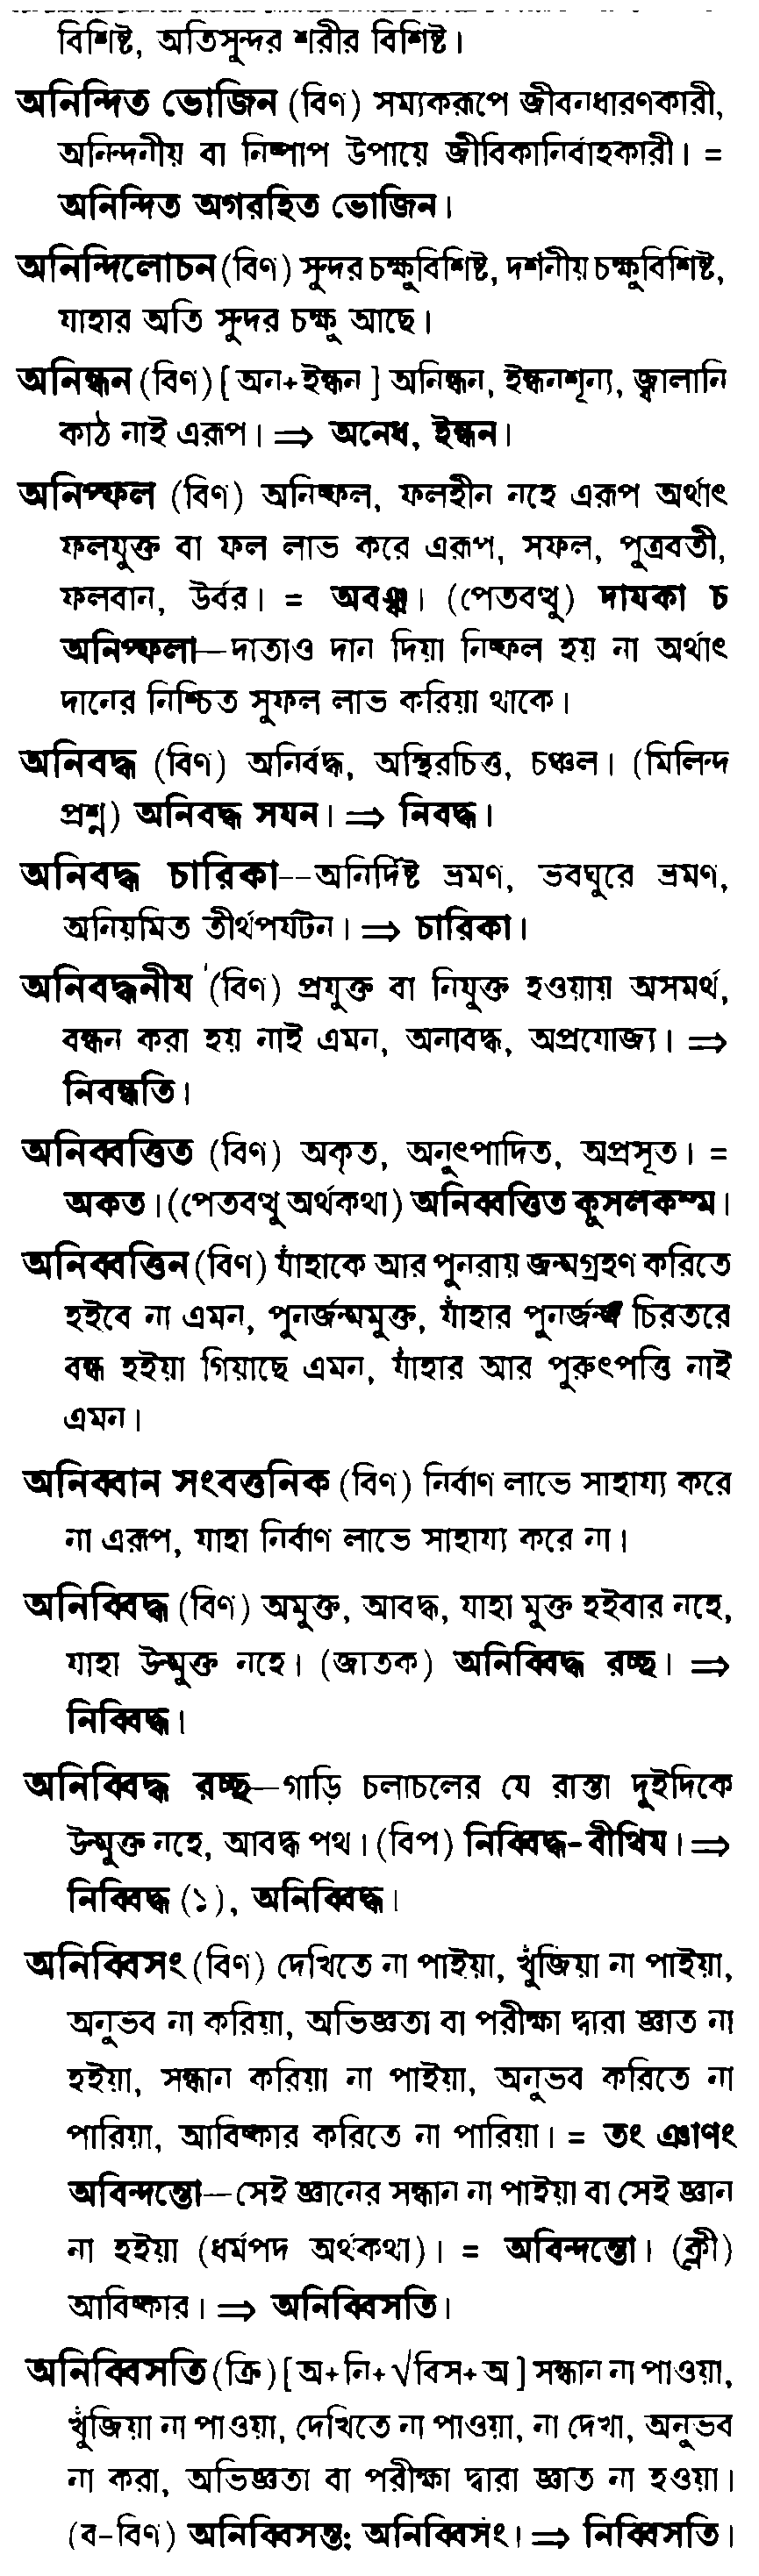 বিশিষ্ট, অতিসুন্দর শরীর বিশিষ্ট।
অনিন্দিত ভোজিন (বিণ) সম্যকরূপে জীবনধারণকারী,
অনিন্দনীয় বা নিষ্পাপ উপায়ে জীবিকানির্বাহকারী। =
অনিন্দিত অগরহিত ভোজিন।
অনিন্দিলোচন (বিণ) সুন্দর চক্ষুবিশিষ্ট, দর্শনীয় চক্ষুবিশিষ্ট,
যাহার অতি সুন্দর চক্ষু আছে।
অনিন্ধন (বিণ) [ অন+ইন্ধন ] অনিন্ধন, ইন্ধনশূন্য, জ্বালানি
কাঠ নাই এরূপ। ⇒ অনেধ, ইন্ধন।
অনিপ্ফল (বিণ) অনিষ্ফল, ফলহীন নহে এরূপ অর্থাৎ
ফলযুক্ত বা ফল লাভ করে এরূপ, সফল, পুত্রবতী,
ফলবান, উর্বর। = অবঞ্ঝ। (পেতবত্থু) দাযকা চ
অনিপ্ফলা—দাতাও দান দিয়া নিষ্ফল হয় না অর্থাৎ
দানের নিশ্চিত সুফল লাভ করিয়া থাকে।
অনিবদ্ধ (বিণ) অনির্বদ্ধ, অস্থিরচিত্ত, চঞ্চল। (মিলিন্দ
প্রশ্ন) অনিবদ্ধ সযন। ⇒ নিবদ্ধ।
অনিবদ্ধ চারিকা--অনির্দিষ্ট ভ্রমণ, ভবঘুরে ভ্রমণ,
অনিয়মিত তীর্থপর্যটন। ⇒ চারিকা।
অনিবদ্ধনীয (বিণ) প্রযুক্ত বা নিযুক্ত হওয়ায় অসমর্থ,
বন্ধন করা হয় নাই এমন, অনাবদ্ধ, অপ্রযোজ্য। ⇒
নিবন্ধতি।
অনিব্বত্তিত (বিণ) অকৃত, অনুৎপাদিত, অপ্রসূত। =
অকত। (পেতবত্থু অর্থকথা) অনিব্বত্তিত কুসলকম্ম।
অনিব্বত্তিন (বিণ) যাঁহাকে আর পুনরায় জন্মগ্রহণ করিতে
হইবে না এমন, পুনর্জন্মমুক্ত, যাঁহার পুনর্জন্ম চিরতরে
বন্ধ হইয়া গিয়াছে এমন, যাঁহার আর পুরুৎপত্তি নাই
এমন।
অনিব্বান সংবত্তনিক (বিণ) নির্বাণ লাভে সাহায্য করে
না এরূপ, যাহা নির্বাণ লাভে সাহায্য করে না।
অনিব্বিদ্ধ (বিণ) অমুক্ত, আবদ্ধ, যাহা মুক্ত হইবার নহে,
যাহা উন্মুক্ত নহে। (জাতক) অনিব্বিদ্ধ রচ্ছ। ⇒
নিব্বিদ্ধ।
অনিব্বিদ্ধ রচ্ছ—গাড়ি চলাচলের যে রাস্তা দুইদিকে
উন্মুক্ত নহে, আবদ্ধ পথ। (বিপ) নিব্বিদ্ধ-বীথিয। ⇒
নিব্বিদ্ধ (১), অনিব্বিদ্ধ।
অনিব্বিসং (বিণ) দেখিতে না পাইয়া, খুঁজিয়া না পাইয়া,
অনুভব না করিয়া, অভিজ্ঞতা বা পরীক্ষা দ্বারা জ্ঞাত না
হইয়া, সন্ধান করিয়া না পাইয়া, অনুভব করিতে না
পারিয়া, আবিষ্কার করিতে না পারিয়া। = তং ঞাণং
অবিন্দন্তো—সেই জ্ঞানের সন্ধান না পাইয়া বা সেই জ্ঞান
না হইয়া (ধর্মপদ অর্থকথা)। = অবিন্দন্তো। (ক্লী)
আবিষ্কার। ⇒ অনিব্বিসতি।
অনিব্বিসতি (ক্রি) [ অ+নি+√বিস+অ ] সন্ধান না পাওয়া,
খুঁজিয়া না পাওয়া, দেখিতে না পাওয়া, না দেখা, অনুভব
না করা, অভিজ্ঞতা বা পরীক্ষা দ্বারা জ্ঞাত না হওয়া।
(ব-বিণ) অনিব্বিসন্ত; অনিব্বিসং। ⇒ নিব্বিসতি।